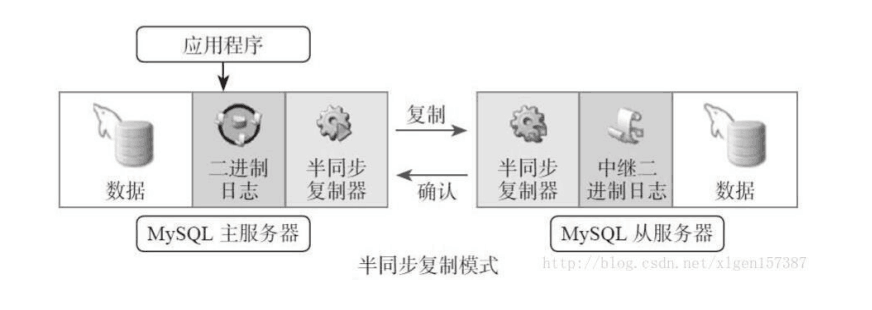 应用程序
数据
二进制
日志
半同步
复制器
复制
确认
半同步
复制器
中继二
进制日志
数据
MySQL 主服务器
MySQL 从服务器
半同步复制模式
http://blog.csdn.net/xlgen157387